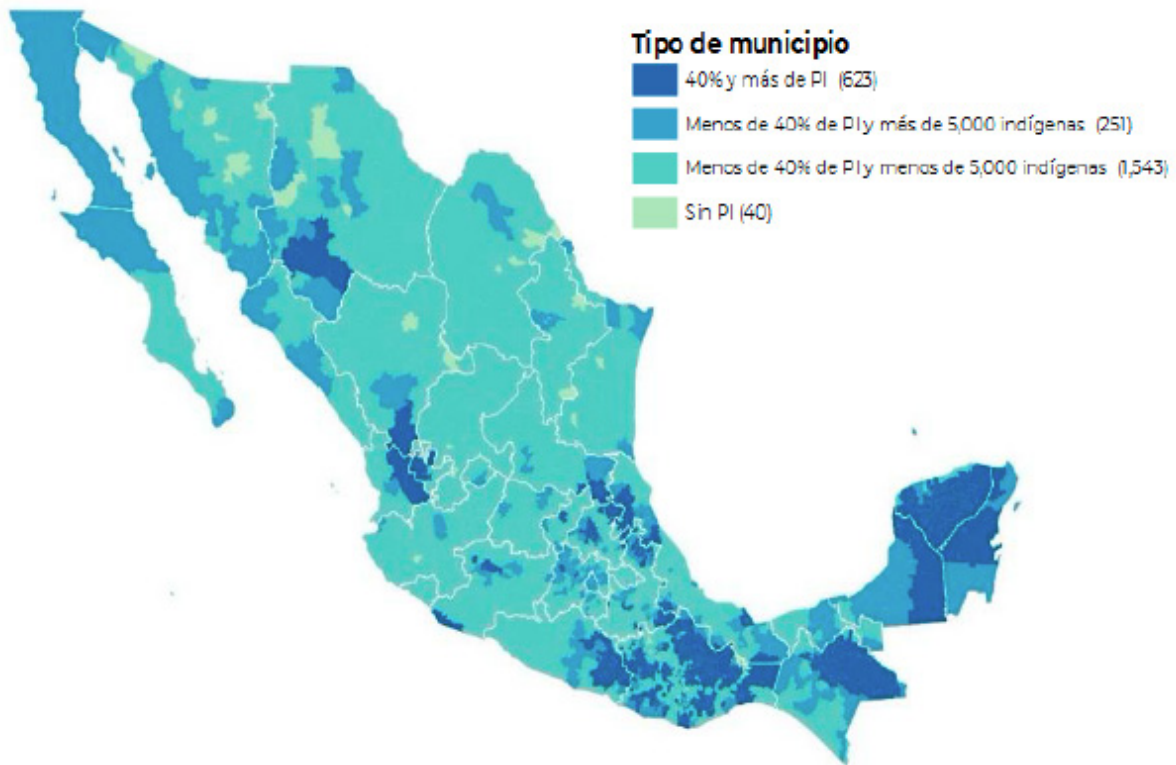 Tipo de municipio
40% y más de PI (623)
Menos de 40% de PI y más de 5,000 indígenas (251)
Menos de 40% de PI y menos de 5,000 indígenas (1,543)
Sin PI (40)